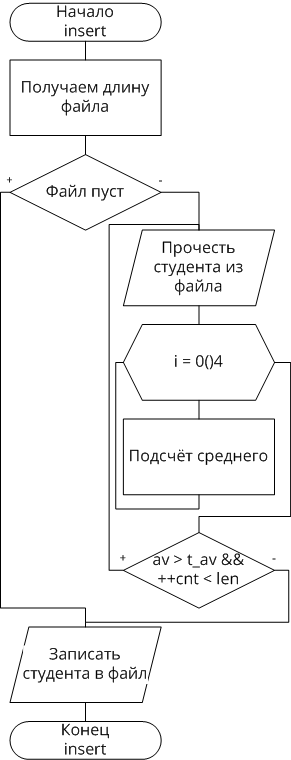 Начало
insert
Получаем длину
файла
+
Файл пуст
-
Прочесть
студента из
файла
i = 0()4
Подсчёт среднего
+
av > t_av &&
++cnt < len
-
Записать
студента в файл
Конец
insert